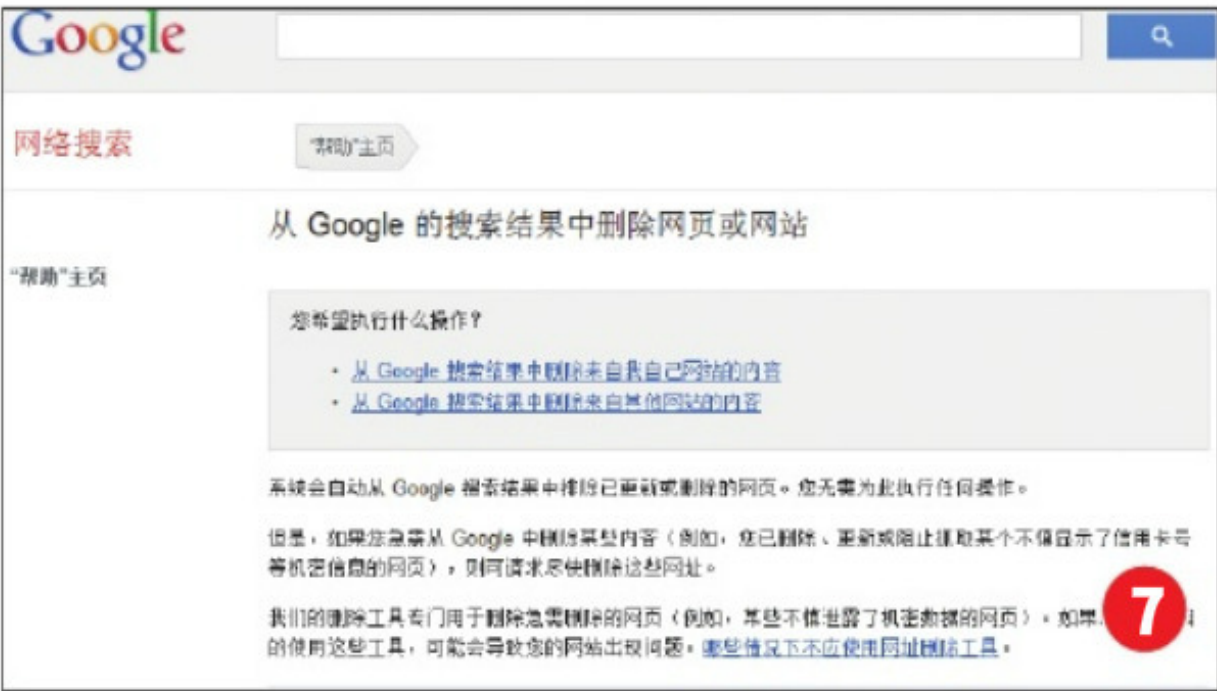 Google
网络搜索
“帮助”主页
从 Google 的搜索结果中删除网页或网站
“帮助”主页
您希望执行什么操作？
• 从 Google 搜索结果中删除来自我自己网站的内容
• 从 Google 搜索结果中删除来自其他网站的内容
系统会自动从 Google 搜索结果中排除已更新或删除的网页。您无需为此执行任何操作。
但是，如果您急需从 Google 中删除某些内容（例如，您已删除、更新或阻止抓取某个不慎显示了信用卡号
等机密信息的网页），则可请求尽快删除这些网址。
我们的删除工具专门用于删除急需删除的网页（例如，某些不慎泄露了机密数据的网页）。如果
的使用这些工具，可能会导致您的网站出现问题。哪些情况下不应使用网址删除工具。
7